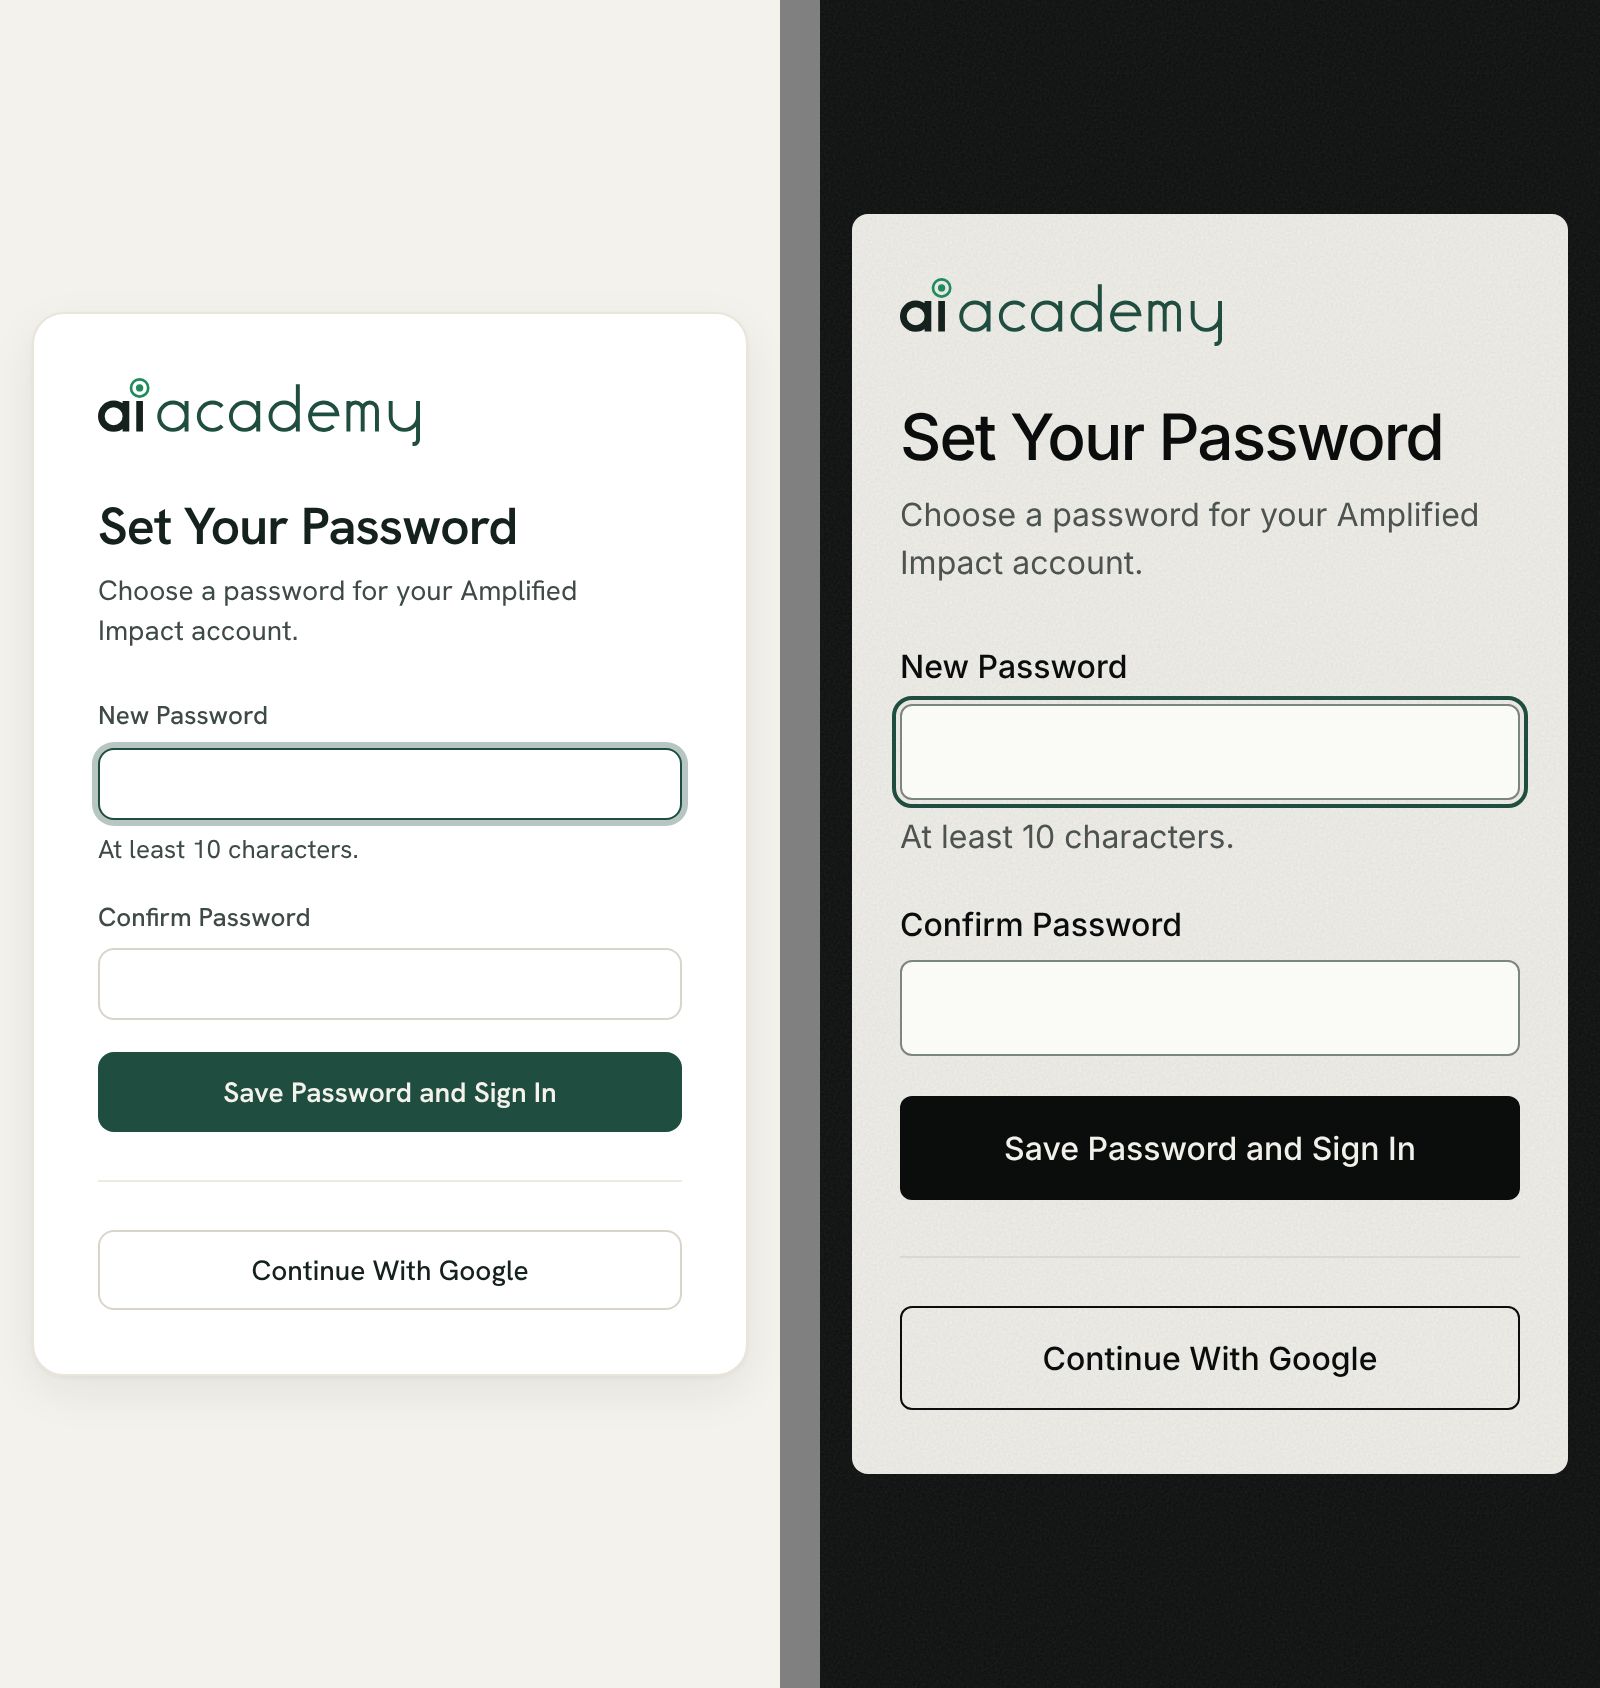 ai academy
Set Your Password
Choose a password for your Amplified
Impact account.
New Password
At least 10 characters.
Confirm Password
Save Password and Sign In
Continue With Google
ai academy
Set Your Password
Choose a password for your Amplified
Impact account.
New Password
At least 10 characters.
Confirm Password
Save Password and Sign In
Continue With Google